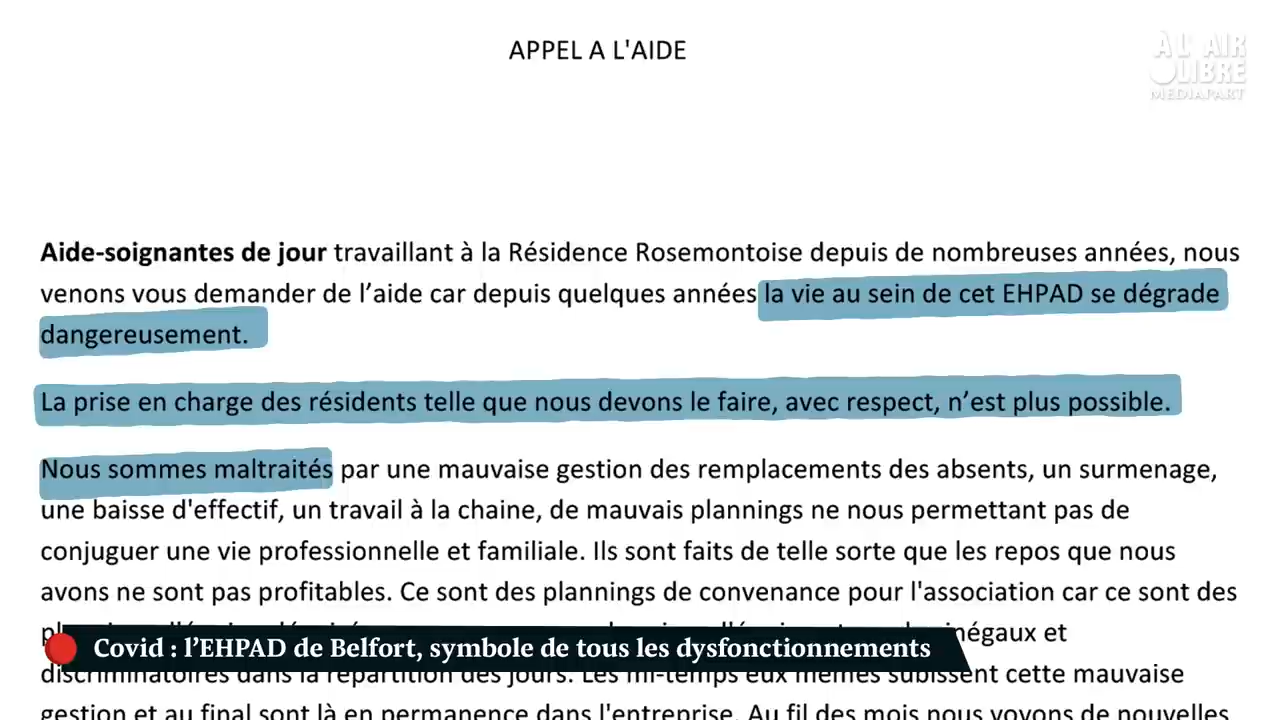 APPEL A L'AIDE
À L'AIR
LIBRE
MEDIAPART
Aide-soignantes de jour travaillant à la Résidence Rosemontoise depuis de nombreuses années, nous
venons vous demander de l’aide car depuis quelques années la vie au sein de cet EHPAD se dégrade
dangereusement.
La prise en charge des résidents telle que nous devons le faire, avec respect, n’est plus possible.
Nous sommes maltraités par une mauvaise gestion des remplacements des absents, un surmenage,
une baisse d'effectif, un travail à la chaine, de mauvais plannings ne nous permettant pas de
conjuguer une vie professionnelle et familiale. Ils sont faits de telle sorte que les repos que nous
avons ne sont pas profitables. Ce sont des plannings de convenance pour l'association car ce sont des
inégaux et
Covid : l’EHPAD de Belfort, symbole de tous les dysfonctionnements
discriminatoires dans la répartition des jours. Les mi-temps eux mêmes subissent cette mauvaise
gestion et au final sont là en permanence dans l'entreprise. Au fil des mois nous voyons de nouvelles